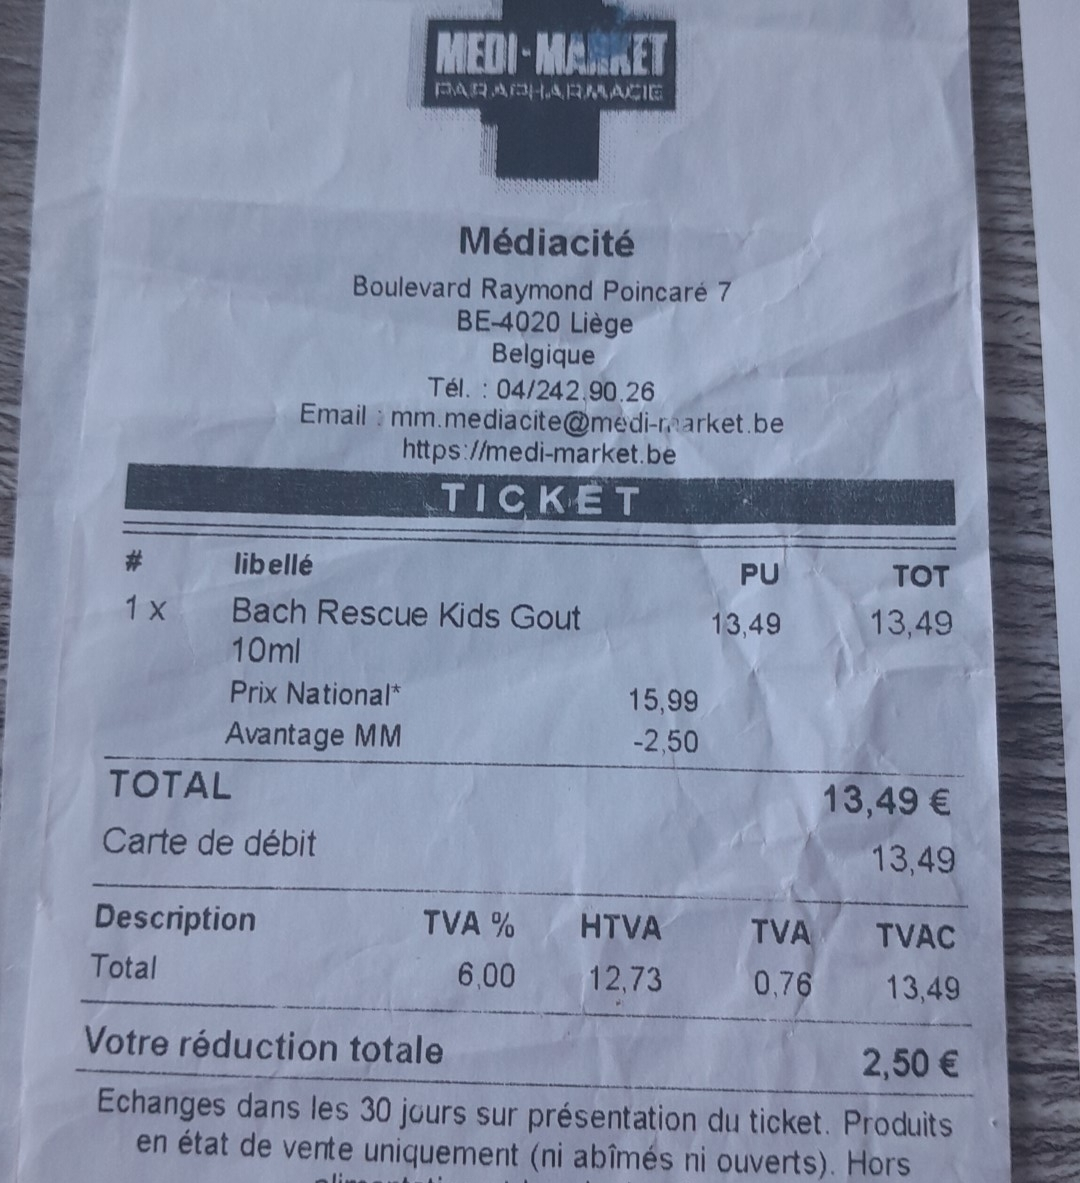 MEDI-MARKET
PARAPHARMACIE
Médiacité
Boulevard Raymond Poincaré 7
BE-4020 Liège
Belgique
Tél. : 04/242.90.26
Email : mm.mediacite@medi-market.be
https://medi-market.be
TICKET
# libellé PU TOT
1 x Bach Rescue Kids Gout 13,49 13,49
10ml
Prix National* 15,99
Avantage MM -2,50
TOTAL 13,49 €
Carte de débit 13,49
Description TVA % HTVA TVA TVAC
Total 6,00 12,73 0,76 13,49
Votre réduction totale 2,50 €
Echanges dans les 30 jours sur présentation du ticket. Produits
en état de vente uniquement (ni abîmés ni ouverts). Hors